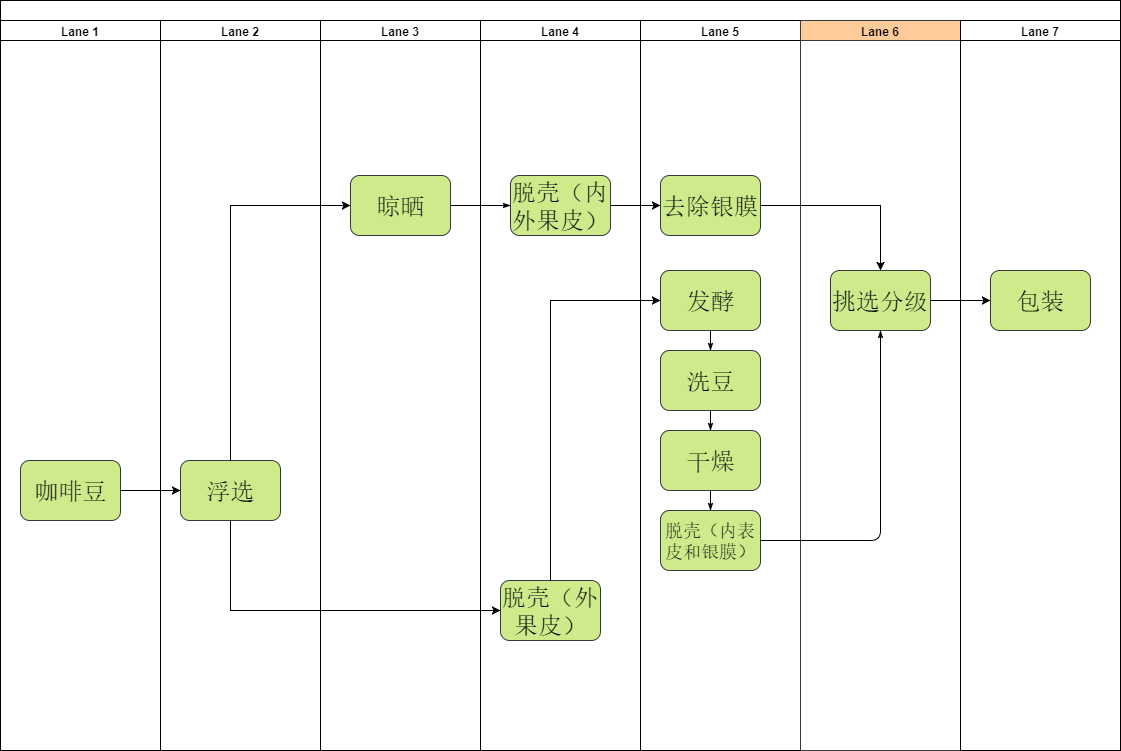 Lane 1
Lane 2
Lane 3
Lane 4
Lane 5
Lane 6
Lane 7
晾晒
脱壳（内
外果皮）
去除银膜
发酵
挑选分级
包装
洗豆
干燥
咖啡豆
浮选
脱壳（内表
皮和银膜）
脱壳（外
果皮）